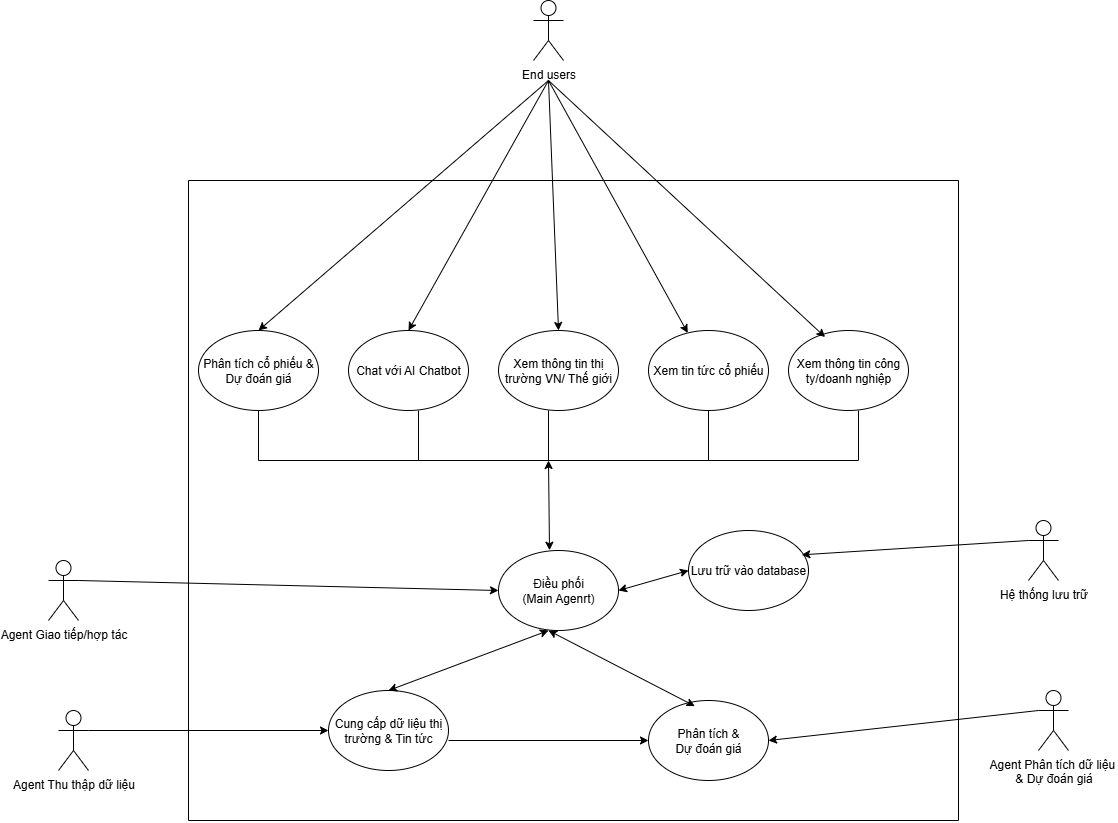 End users
Phân tích cổ phiếu &
Dự đoán giá
Chat với AI Chatbot
Xem thông tin thị
trường VN/ Thế giới
Xem tin tức cổ phiếu
Xem thông tin công
ty/doanh nghiệp
Điều phối
(Main Agenrt)
Lưu trữ vào database
Hệ thống lưu trữ
Agent Giao tiếp/hợp tác
Cung cấp dữ liệu thị
trường & Tin tức
Phân tích &
Dự đoán giá
Agent Thu thập dữ liệu
Agent Phân tích dữ liệu
& Dự đoán giá